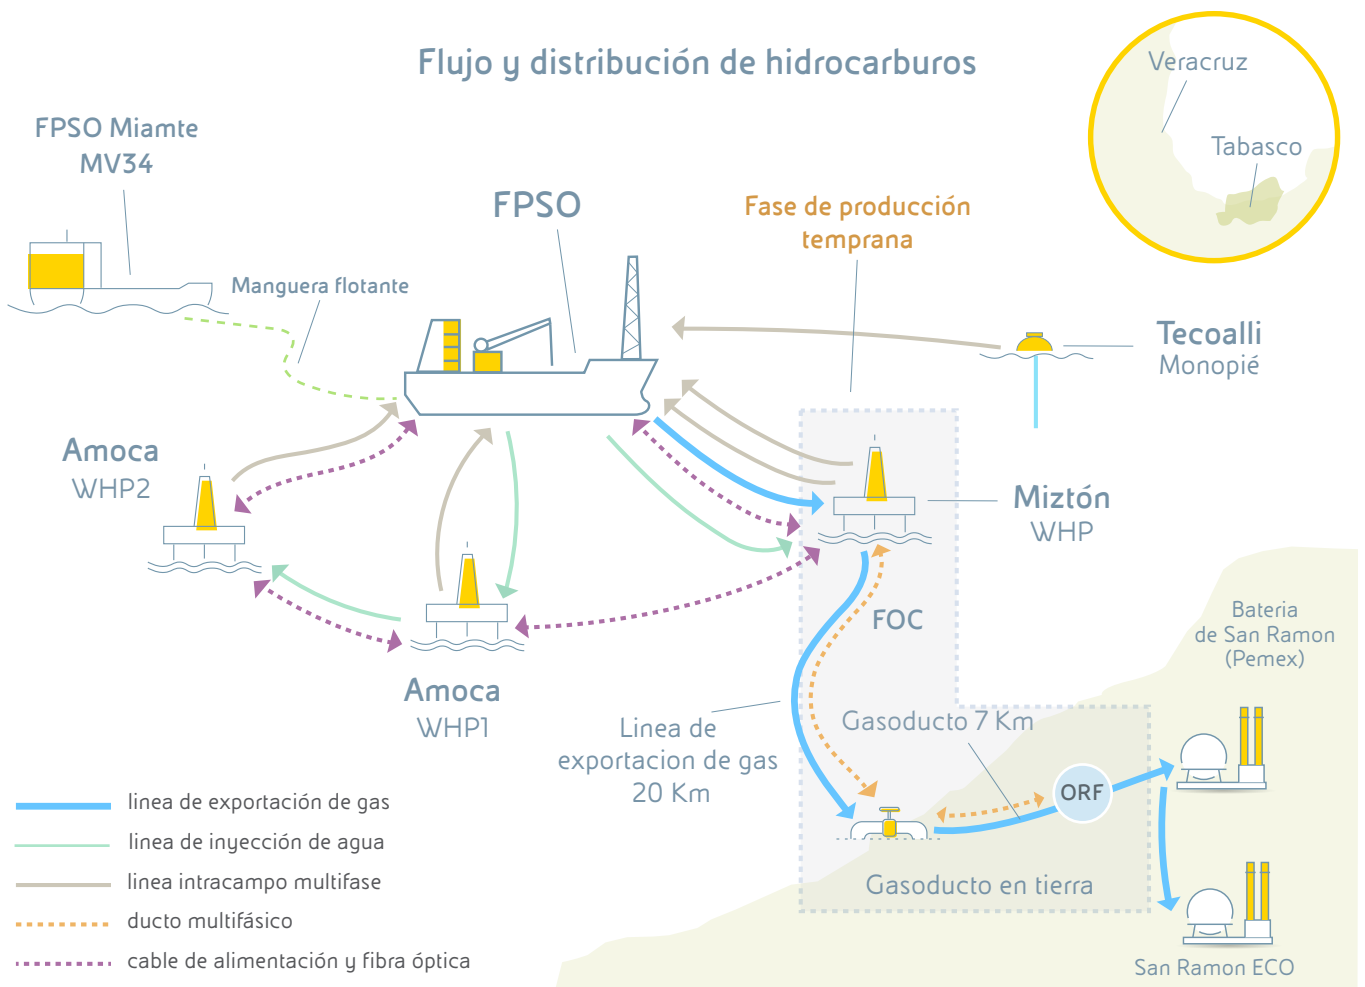 Flujo y distribución de hidrocarburos
Veracruz
Tabasco
FPSO Miamte
MV34
FPSO
Fase de producción
temprana
Manguera flotante
Tecoalli
Monopié
Amoca
WHP2
Miztón
WHP
FOC
Bateria
de San Ramon
(Pemex)
Amoca
WHP1
Linea de
exportacion de gas
20 Km
Gasoducto 7 Km
ORF
Gasoducto en tierra
San Ramon ECO
linea de exportación de gas
linea de inyección de agua
linea intracampo multifase
ducto multifásico
cable de alimentación y fibra óptica